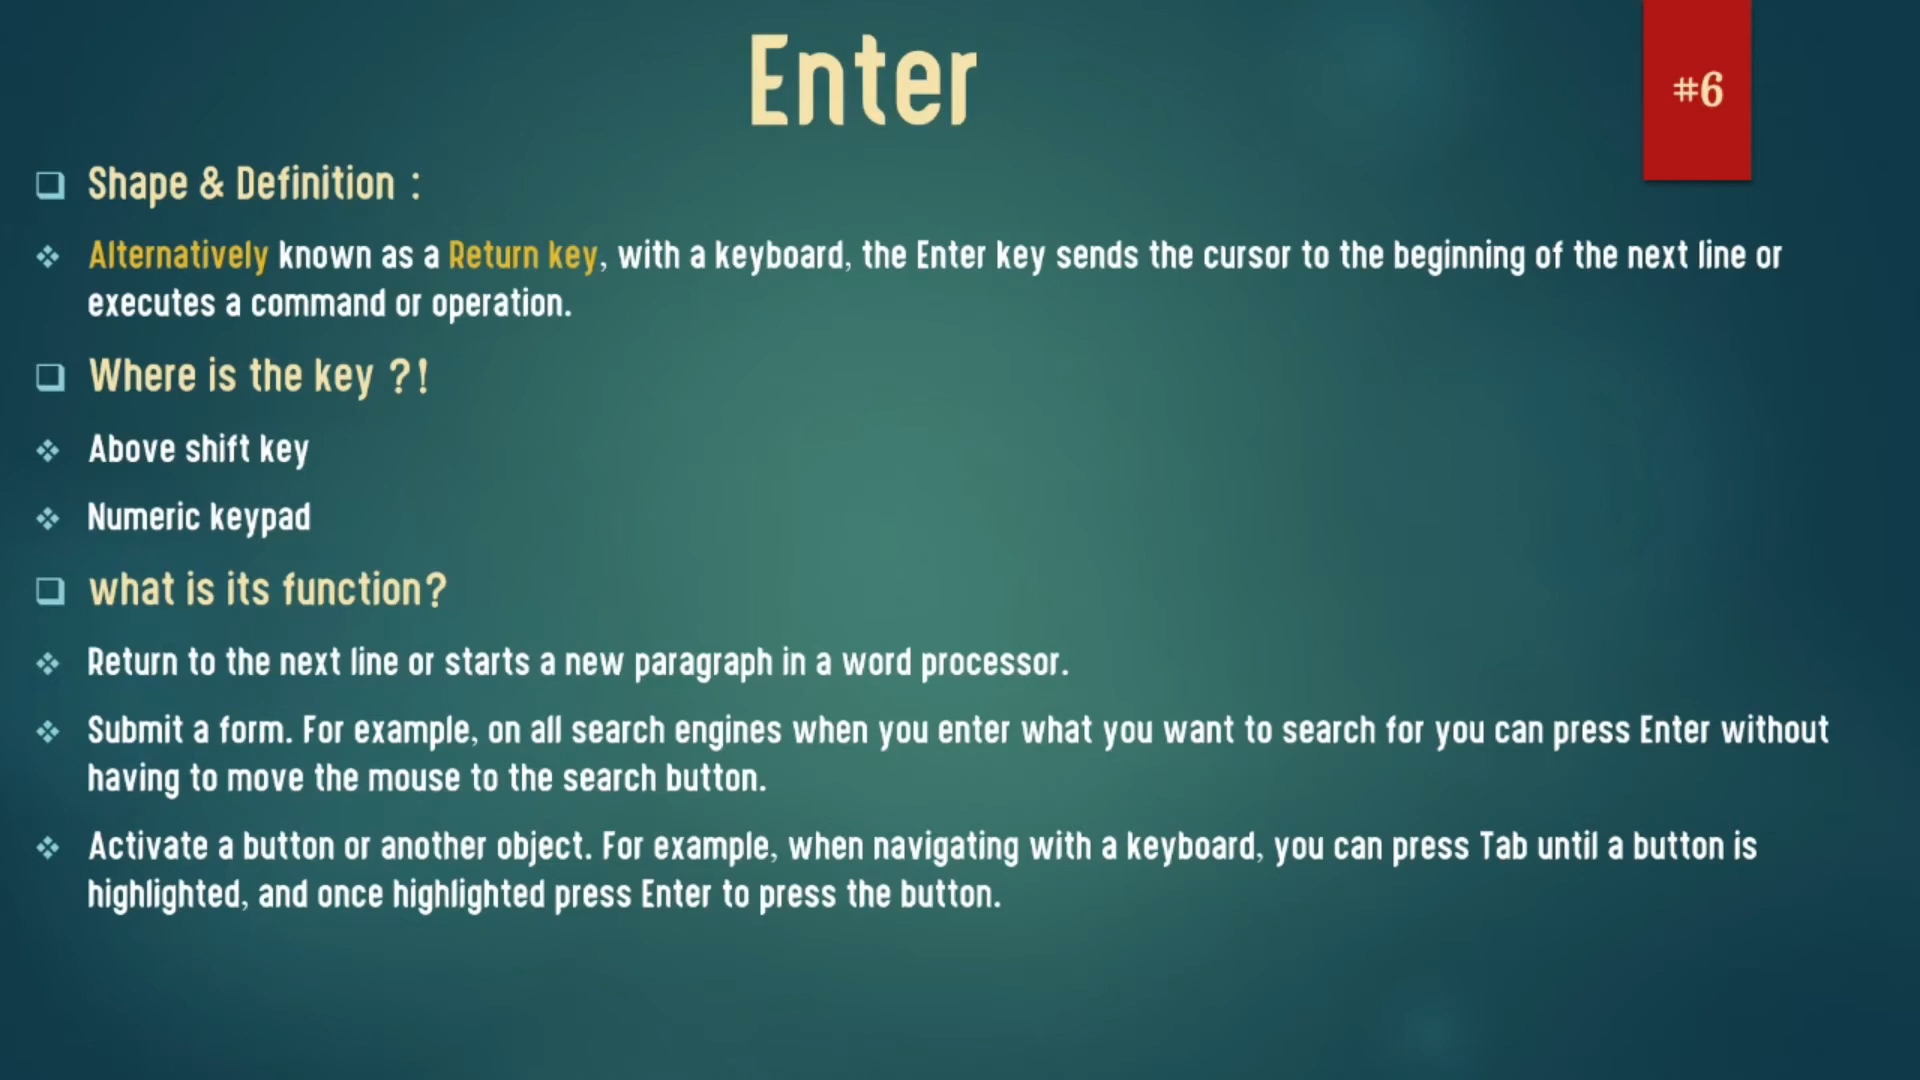 Enter
#6
Shape & Definition :
Alternatively known as a Return key, with a keyboard, the Enter key sends the cursor to the beginning of the next line or
executes a command or operation.
Where is the key ?!
Above shift key
Numeric keypad
what is its function?
Return to the next line or starts a new paragraph in a word processor.
Submit a form. For example, on all search engines when you enter what you want to search for you can press Enter without
having to move the mouse to the search button.
Activate a button or another object. For example, when navigating with a keyboard, you can press Tab until a button is
highlighted, and once highlighted press Enter to press the button.